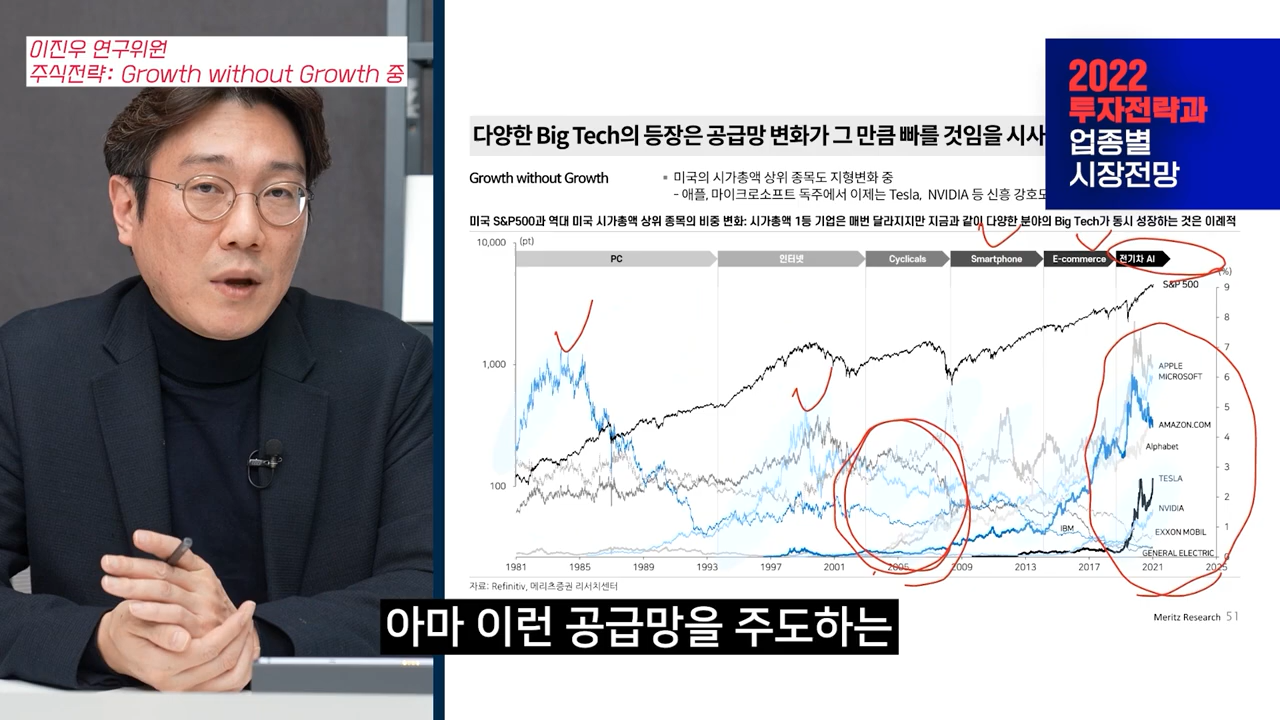 이진우 연구위원
주식전략: Growth without Growth 중
2022
투자전략과
업종별
시장전망
다양한 Big Tech의 등장은 공급망 변화가 그 만큼 빠를 것임을 시사
Growth without Growth
▪ 미국의 시가총액 상위 종목도 지형변화 중
- 애플, 마이크로소프트 독주에서 이제는 Tesla, NVIDIA 등 신흥 강호도
미국 S&P500과 역대 미국 시가총액 상위 종목의 비중 변화: 시가총액 1등 기업은 매번 달라지지만 지금과 같이 다양한 분야의 Big Tech가 동시 성장하는 것은 이례적
10,000 (pt)
PC 인터넷 Cyclicals Smartphone E-commerce 전기차 AI
(%)
S&P 500
9
8
7
1,000
APPLE
MICROSOFT
6
5
AMAZON.COM
4
Alphabet
3
TESLA
100
2
NVIDIA
1
IBM
EXXON MOBIL
GENERAL ELECTRIC
0
1981 1985 1989 1993 1997 2001 2005 2009 2013 2017 2021 2025
자료: Refinitiv, 메리츠증권 리서치센터
아마 이런 공급망을 주도하는
Meritz Research 51